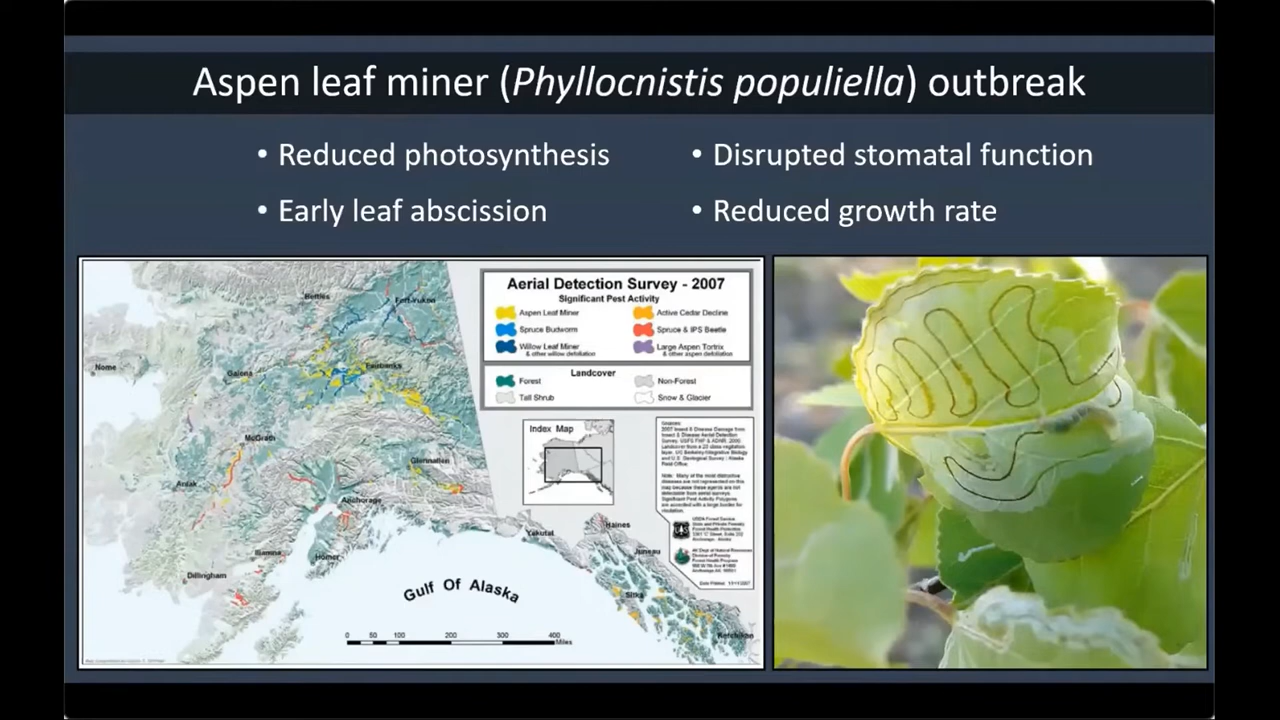 Aspen leaf miner (Phyllocnistis populiella) outbreak
• Reduced photosynthesis
• Disrupted stomatal function
• Early leaf abscission
• Reduced growth rate
Aerial Detection Survey - 2007
Significant Pest Activity
Aspen Leaf Miner
Active Cedar Decline
Spruce Budworm
Spruce & IPS Beetle
Willow Leaf Miner
& other willow defoliation
Large Aspen Tortrix
& other aspen defoliation
Landcover
Forest
Non-Forest
Tall Shrub
Snow & Glacier
Index Map
Bettles
Fort Yukon
Nome
Galena
Fairbanks
McGrath
Glennallen
Aniak
Anchorage
Yakutat
Haines
Iliamna
Homer
Juneau
Dillingham
Sitka
Ketchikan
Gulf Of Alaska
0 50 100 200 300 400
Miles